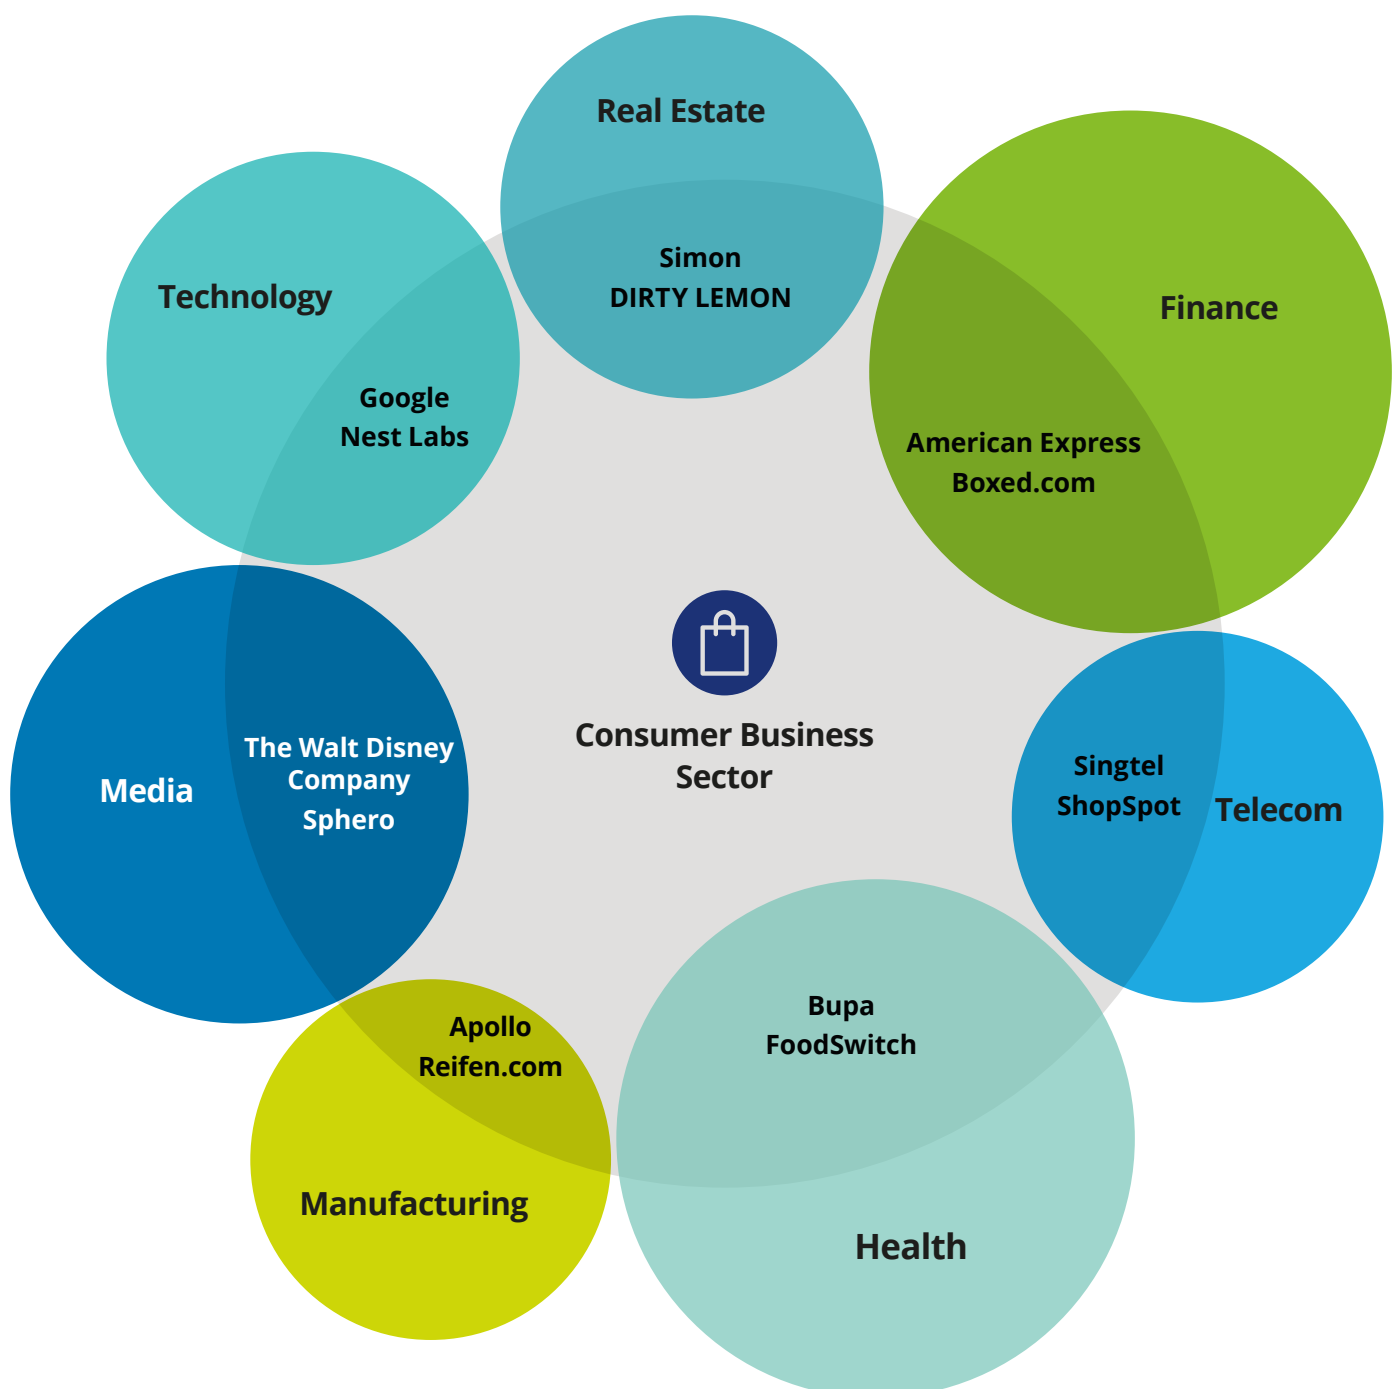 Real Estate
Simon
DIRTY LEMON
Finance
American Express
Boxed.com
Technology
Google
Nest Labs
Consumer Business
Sector
Media
The Walt Disney
Company
Sphero
Singtel
ShopSpot
Telecom
Apollo
Reifen.com
Manufacturing
Bupa
FoodSwitch
Health